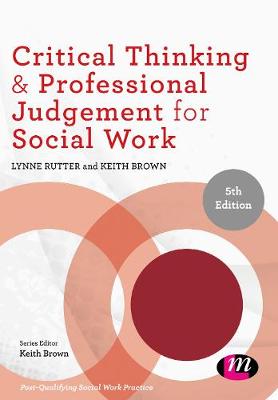 Critical Thinking
& Professional
Judgement for
Social Work
LYNNE RUTTER and KEITH BROWN
5th
Edition
Series Editor
Keith Brown
Post-Qualifying Social Work Practice
m